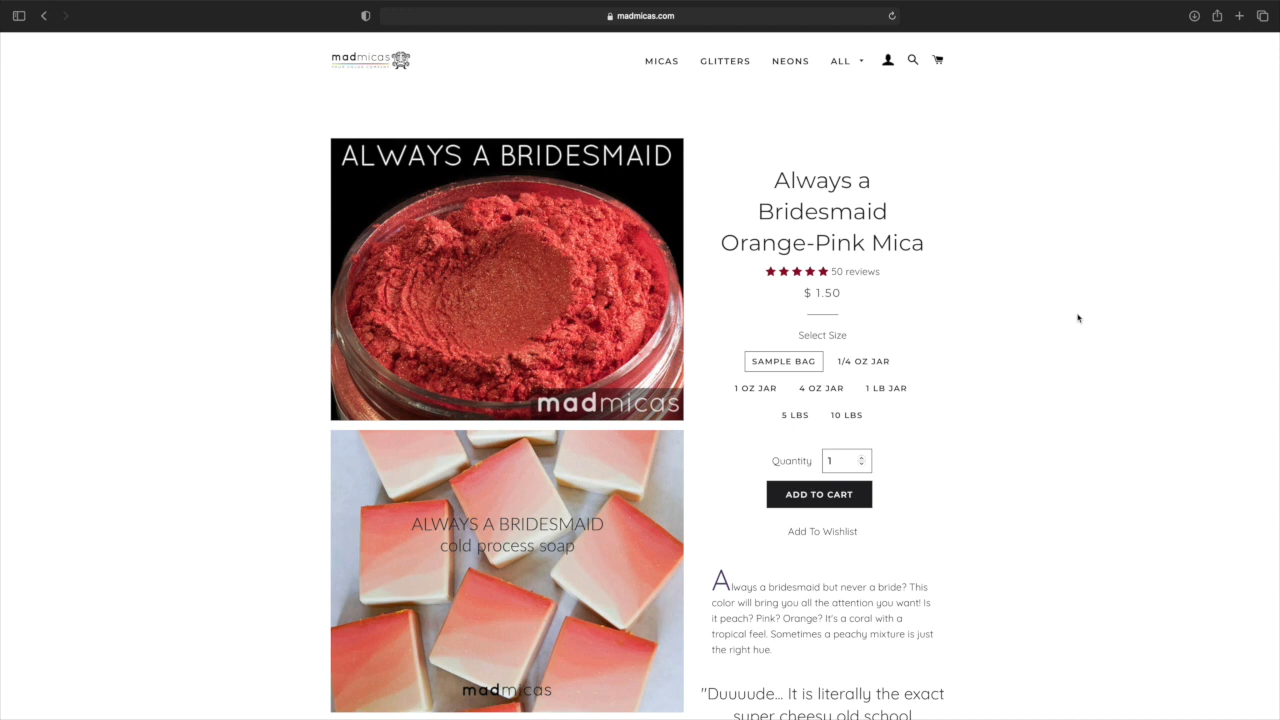 madmicas.com
madmicas
MICAS
GLITTERS
NEONS
ALL
ALWAYS A BRIDESMAID
madmicas
ALWAYS A BRIDESMAID
cold process soap
madmicas
Always a
Bridesmaid
Orange-Pink Mica
50 reviews
$ 1.50
Select Size
SAMPLE BAG 1/4 OZ JAR
1 OZ JAR 4 OZ JAR 1 LB JAR
5 LBS 10 LBS
Quantity 1
ADD TO CART
Add To Wishlist
Always a bridesmaid but never a bride? This
color will bring you all the attention you want! Is
it peach? Pink? Orange? It's a coral with a
tropical feel. Sometimes a peachy mixture is just
the right hue.
"Duuuude... It is literally the exact
super cheesy old school